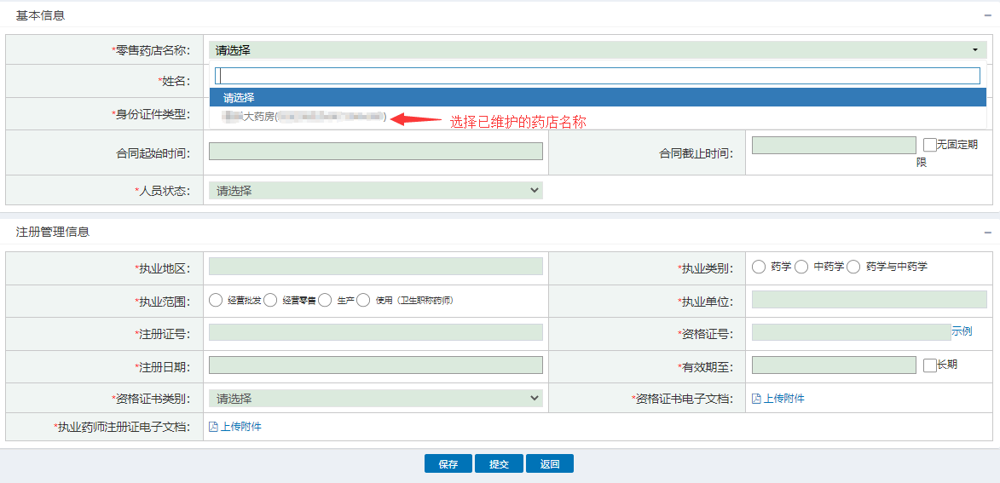 基本信息
*零售药店名称：
请选择
*姓名：
请选择
*身份证件类型：
大药房(
)
选择已维护的药店名称
合同起始时间：
合同截止时间：
无固定期
限
*人员状态：
请选择
注册管理信息
*执业地区：
*执业类别：
药学 中药学 药学与中药学
*执业范围：
经营批发 经营零售 生产 使用（卫生职称药师）
*执业单位：
*注册证号：
*资格证号：
示例
*注册日期：
*有效期至：
长期
*资格证书类别：
请选择
*资格证书电子文档：
上传附件
*执业药师注册证电子文档：
上传附件
保存 提交 返回